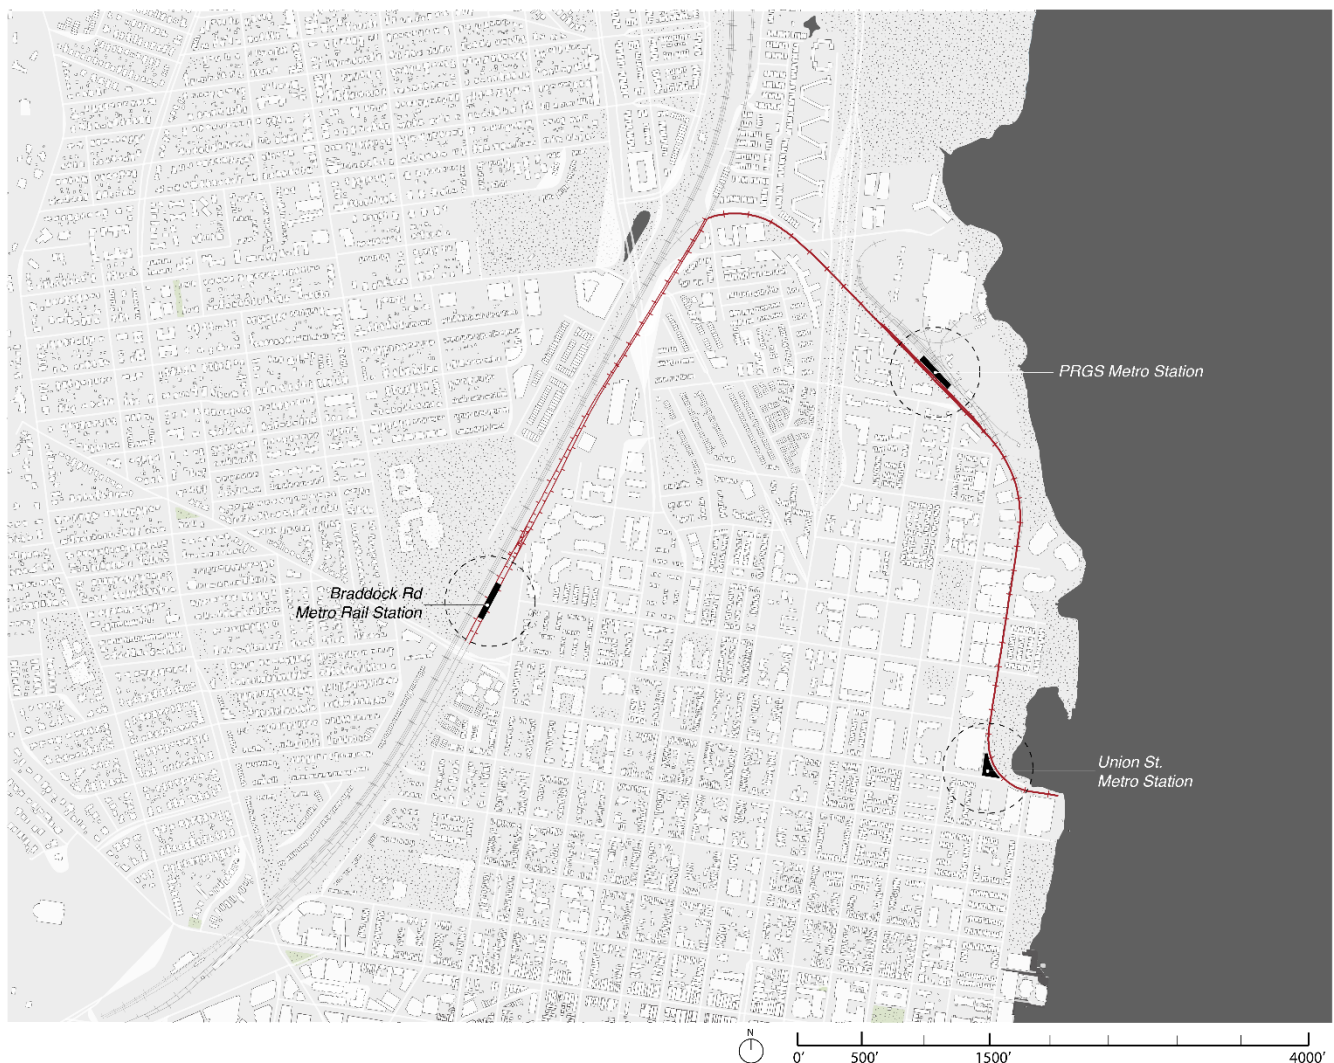 PRGS Metro Station
Braddock Rd
Metro Rail Station
Union St.
Metro Station
N
0'
500'
1500'
4000'